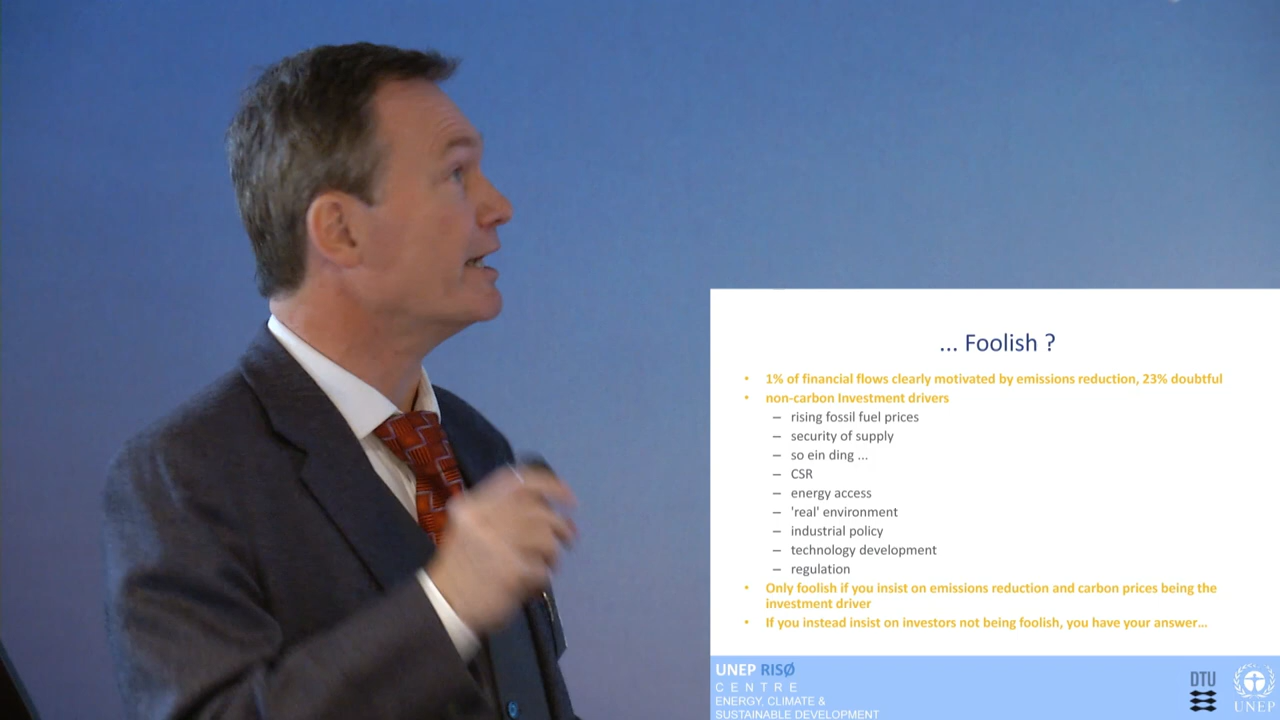 ... Foolish ?
• 1% of financial flows clearly motivated by emissions reduction, 23% doubtful
• non-carbon Investment drivers
– rising fossil fuel prices
– security of supply
– so ein ding ...
– CSR
– energy access
– 'real' environment
– industrial policy
– technology development
– regulation
• Only foolish if you insist on emissions reduction and carbon prices being the
investment driver
• If you instead insist on investors not being foolish, you have your answer...
UNEP RISØ
CENTRE
ENERGY, CLIMATE &
SUSTAINABLE DEVELOPMENT
DTU
UNEP